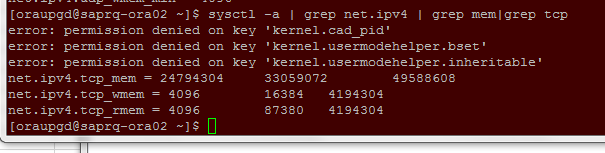 [oraupgd@saprq-ora02 ~]$ sysctl -a | grep net.ipv4 | grep mem|grep tcp
error: permission denied on key 'kernel.cad_pid'
error: permission denied on key 'kernel.usermodehelper.bset'
error: permission denied on key 'kernel.usermodehelper.inheritable'
net.ipv4.tcp_mem = 24794304 33059072 49588608
net.ipv4.tcp_wmem = 4096 16384 4194304
net.ipv4.tcp_rmem = 4096 87380 4194304
[oraupgd@saprq-ora02 ~]$